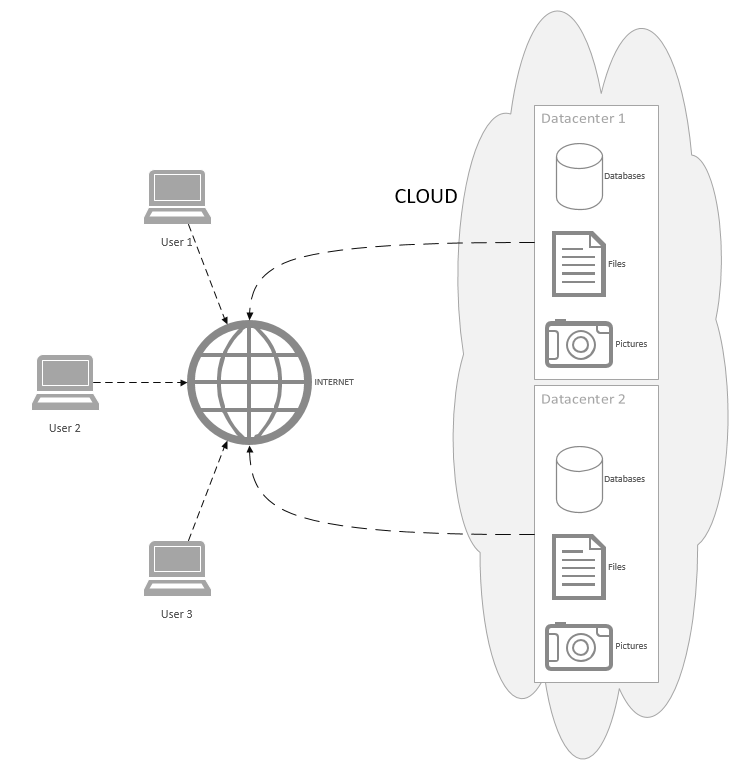 Datacenter 1
Databases
CLOUD
User 1
Files
Pictures
INTERNET
Datacenter 2
User 2
Databases
Files
User 3
Pictures